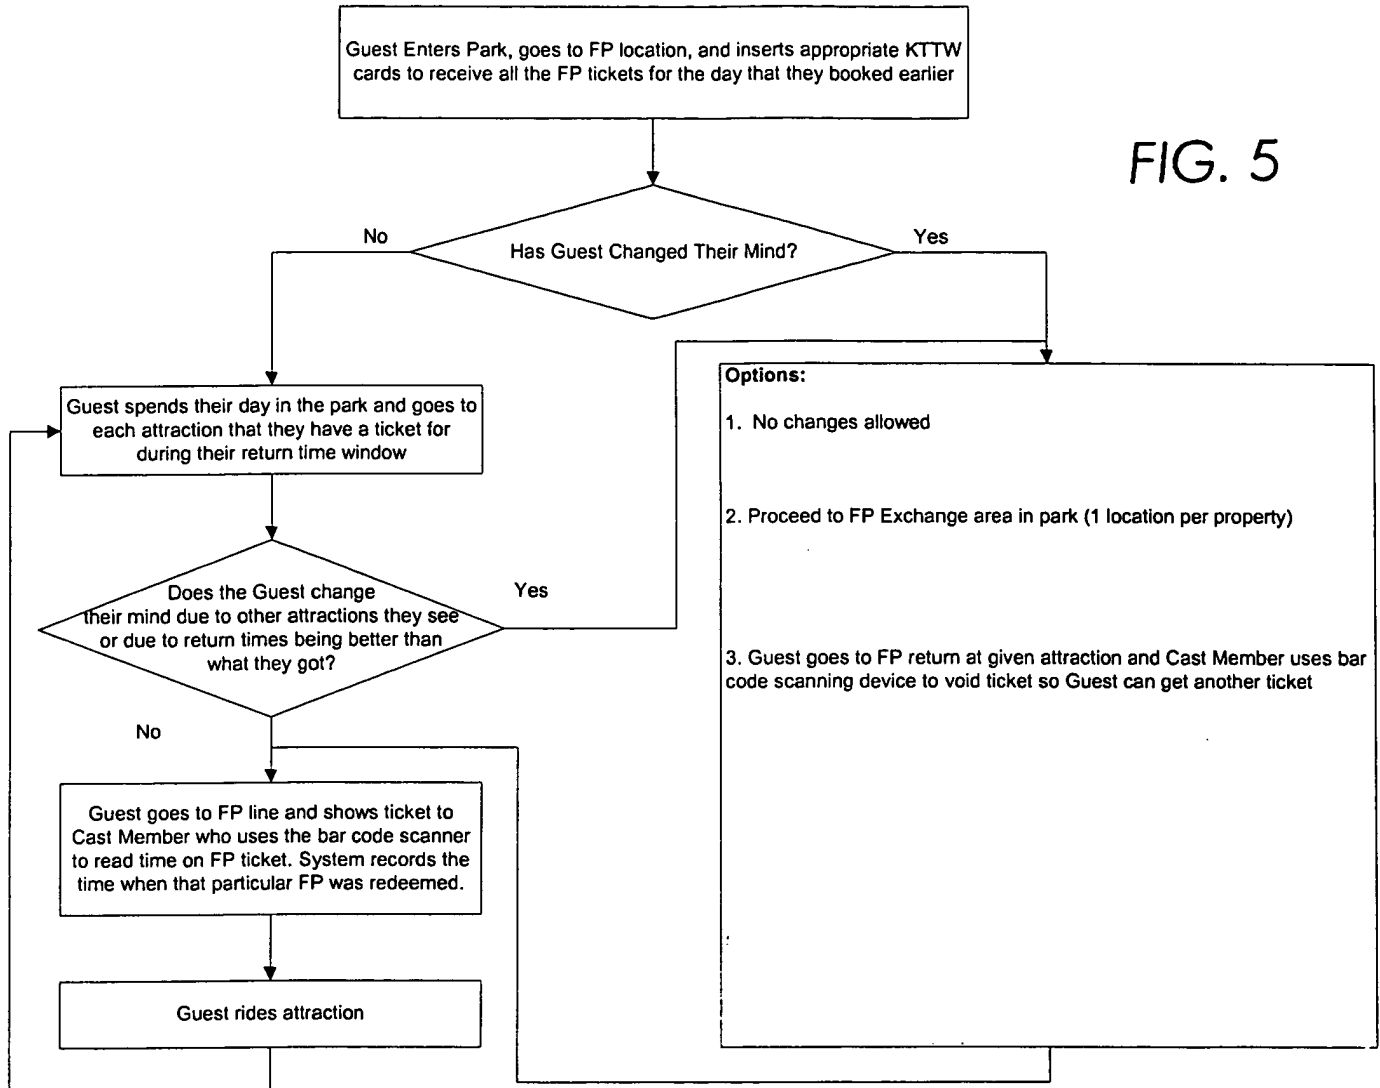 Guest Enters Park, goes to FP location, and inserts appropriate KTTW
cards to receive all the FP tickets for the day that they booked earlier
FIG. 5
No
Has Guest Changed Their Mind?
Yes
Guest spends their day in the park and goes to
each attraction that they have a ticket for
during their return time window
Options:
1. No changes allowed
2. Proceed to FP Exchange area in park (1 location per property)
3. Guest goes to FP return at given attraction and Cast Member uses bar
code scanning device to void ticket so Guest can get another ticket
Does the Guest change
their mind due to other attractions they see
or due to return times being better than
what they got?
Yes
No
Guest goes to FP line and shows ticket to
Cast Member who uses the bar code scanner
to read time on FP ticket. System records the
time when that particular FP was redeemed.
Guest rides attraction